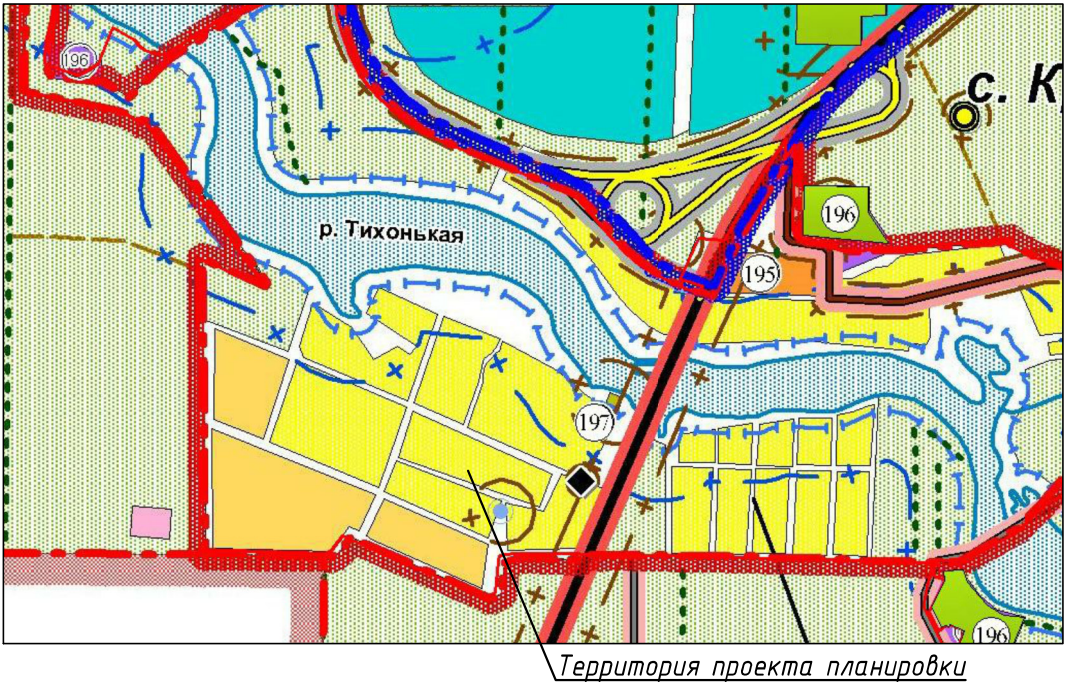 196
с. К
196
р. Тихонькая
195
197
196
Территория проекта планировки